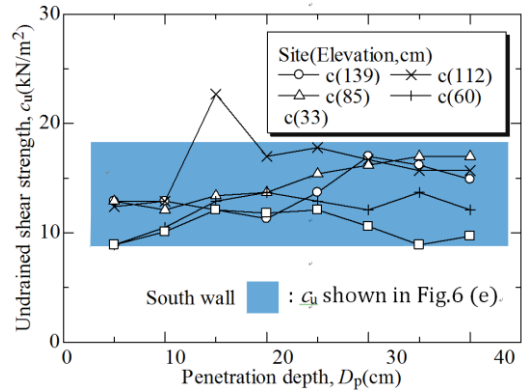 30
20
10
0
Undrained shear strength, cu(kN/m²)
Site(Elevation,cm)
c(139) c(112)
c(85) c(60)
c(33)
South wall : cu shown in Fig.6 (e)
0 10 20 30 40
Penetration depth, Dp(cm)